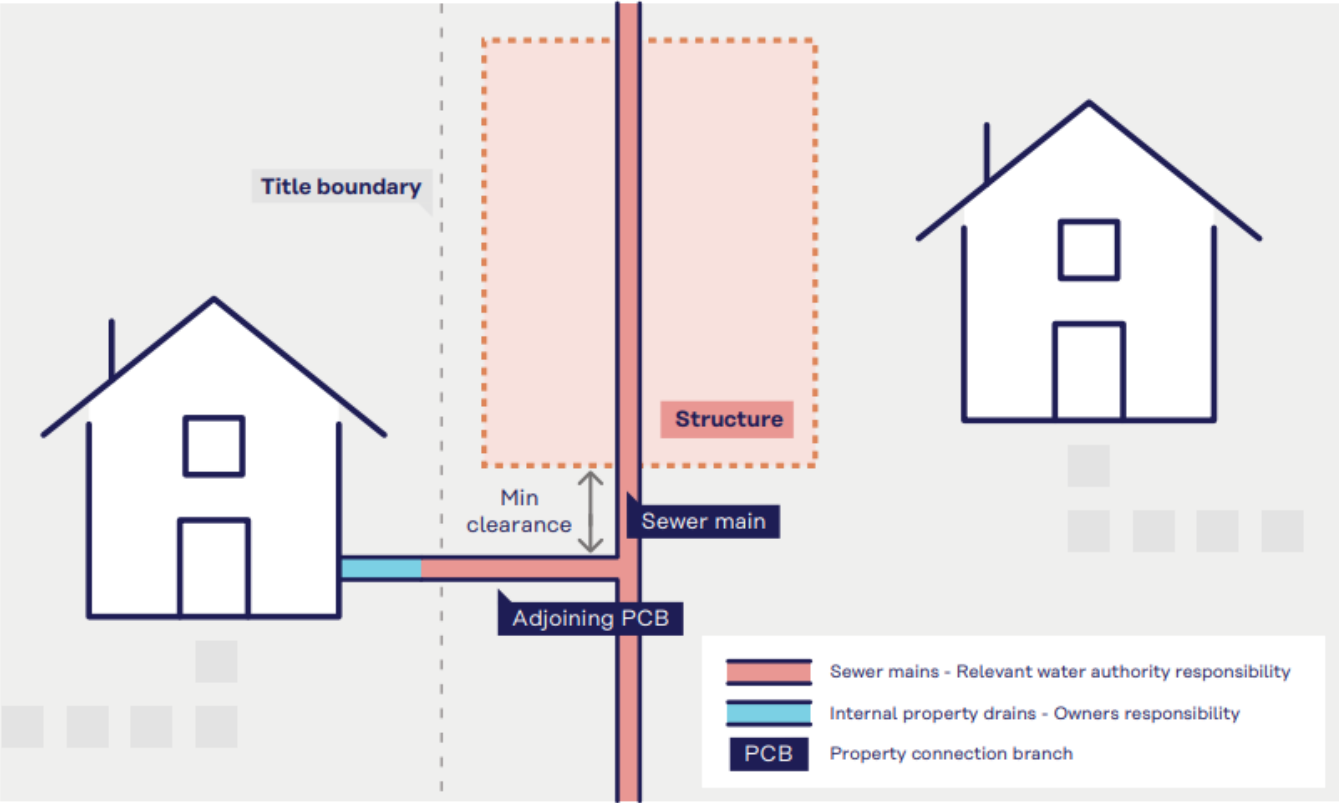 Title boundary
Structure
Min
clearance
Sewer main
Adjoining PCB
Sewer mains - Relevant water authority responsibility
Internal property drains - Owners responsibility
PCB
Property connection branch